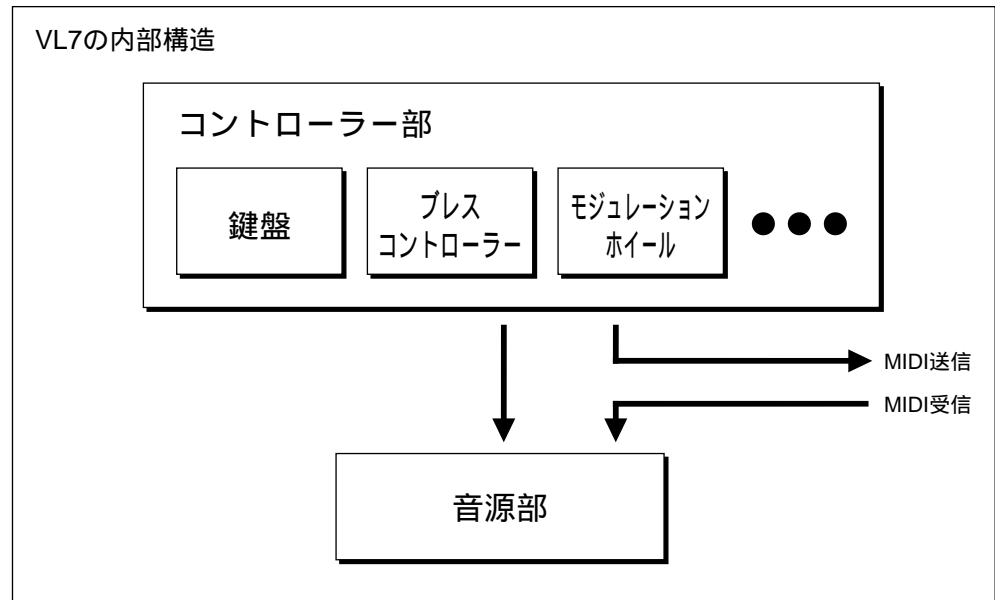 VL7の内部構造
コントローラー部
鍵盤
ブレス
コントローラー
モジュレーション
ホイール
●●●
MIDI送信
MIDI受信
音源部